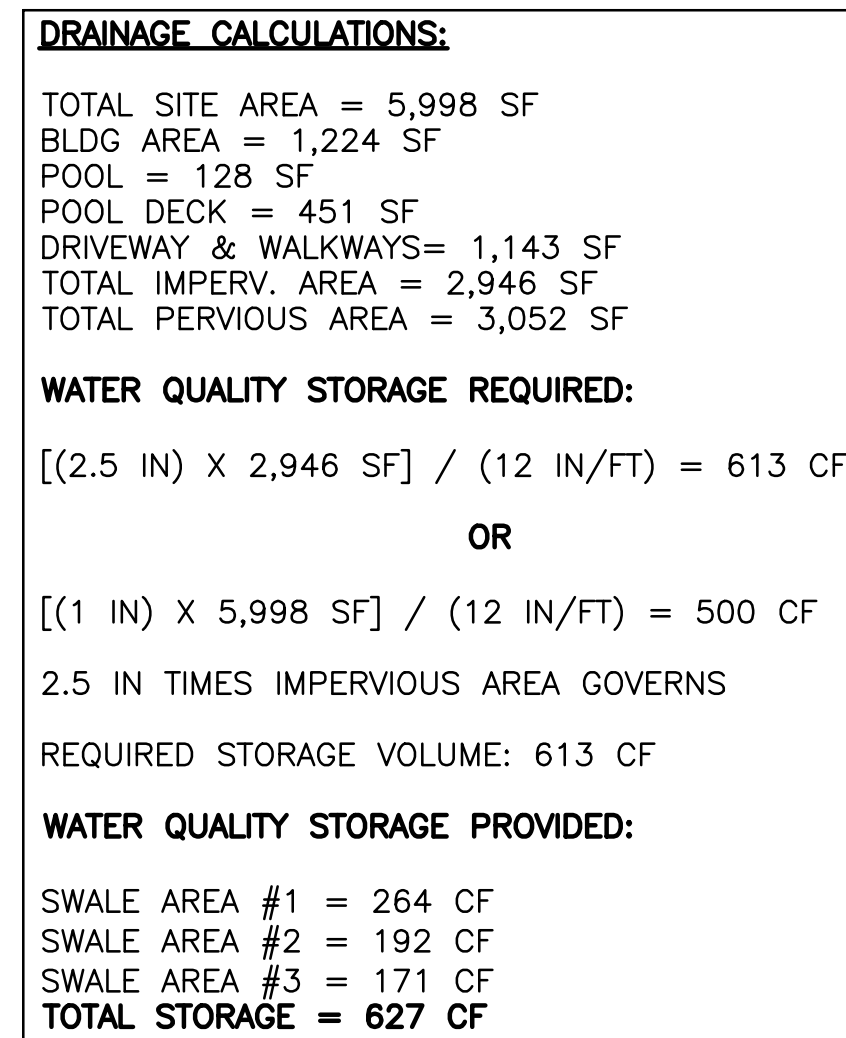 DRAINAGE CALCULATIONS:
TOTAL SITE AREA = 5,998 SF
BLDG AREA = 1,224 SF
POOL = 128 SF
POOL DECK = 451 SF
DRIVEWAY & WALKWAYS= 1,143 SF
TOTAL IMPERV. AREA = 2,946 SF
TOTAL PERVIOUS AREA = 3,052 SF
WATER QUALITY STORAGE REQUIRED:
[(2.5 IN) X 2,946 SF] / (12 IN/FT) = 613 CF
OR
[(1 IN) X 5,998 SF] / (12 IN/FT) = 500 CF
2.5 IN TIMES IMPERVIOUS AREA GOVERNS
REQUIRED STORAGE VOLUME: 613 CF
WATER QUALITY STORAGE PROVIDED:
SWALE AREA #1 = 264 CF
SWALE AREA #2 = 192 CF
SWALE AREA #3 = 171 CF
TOTAL STORAGE = 627 CF